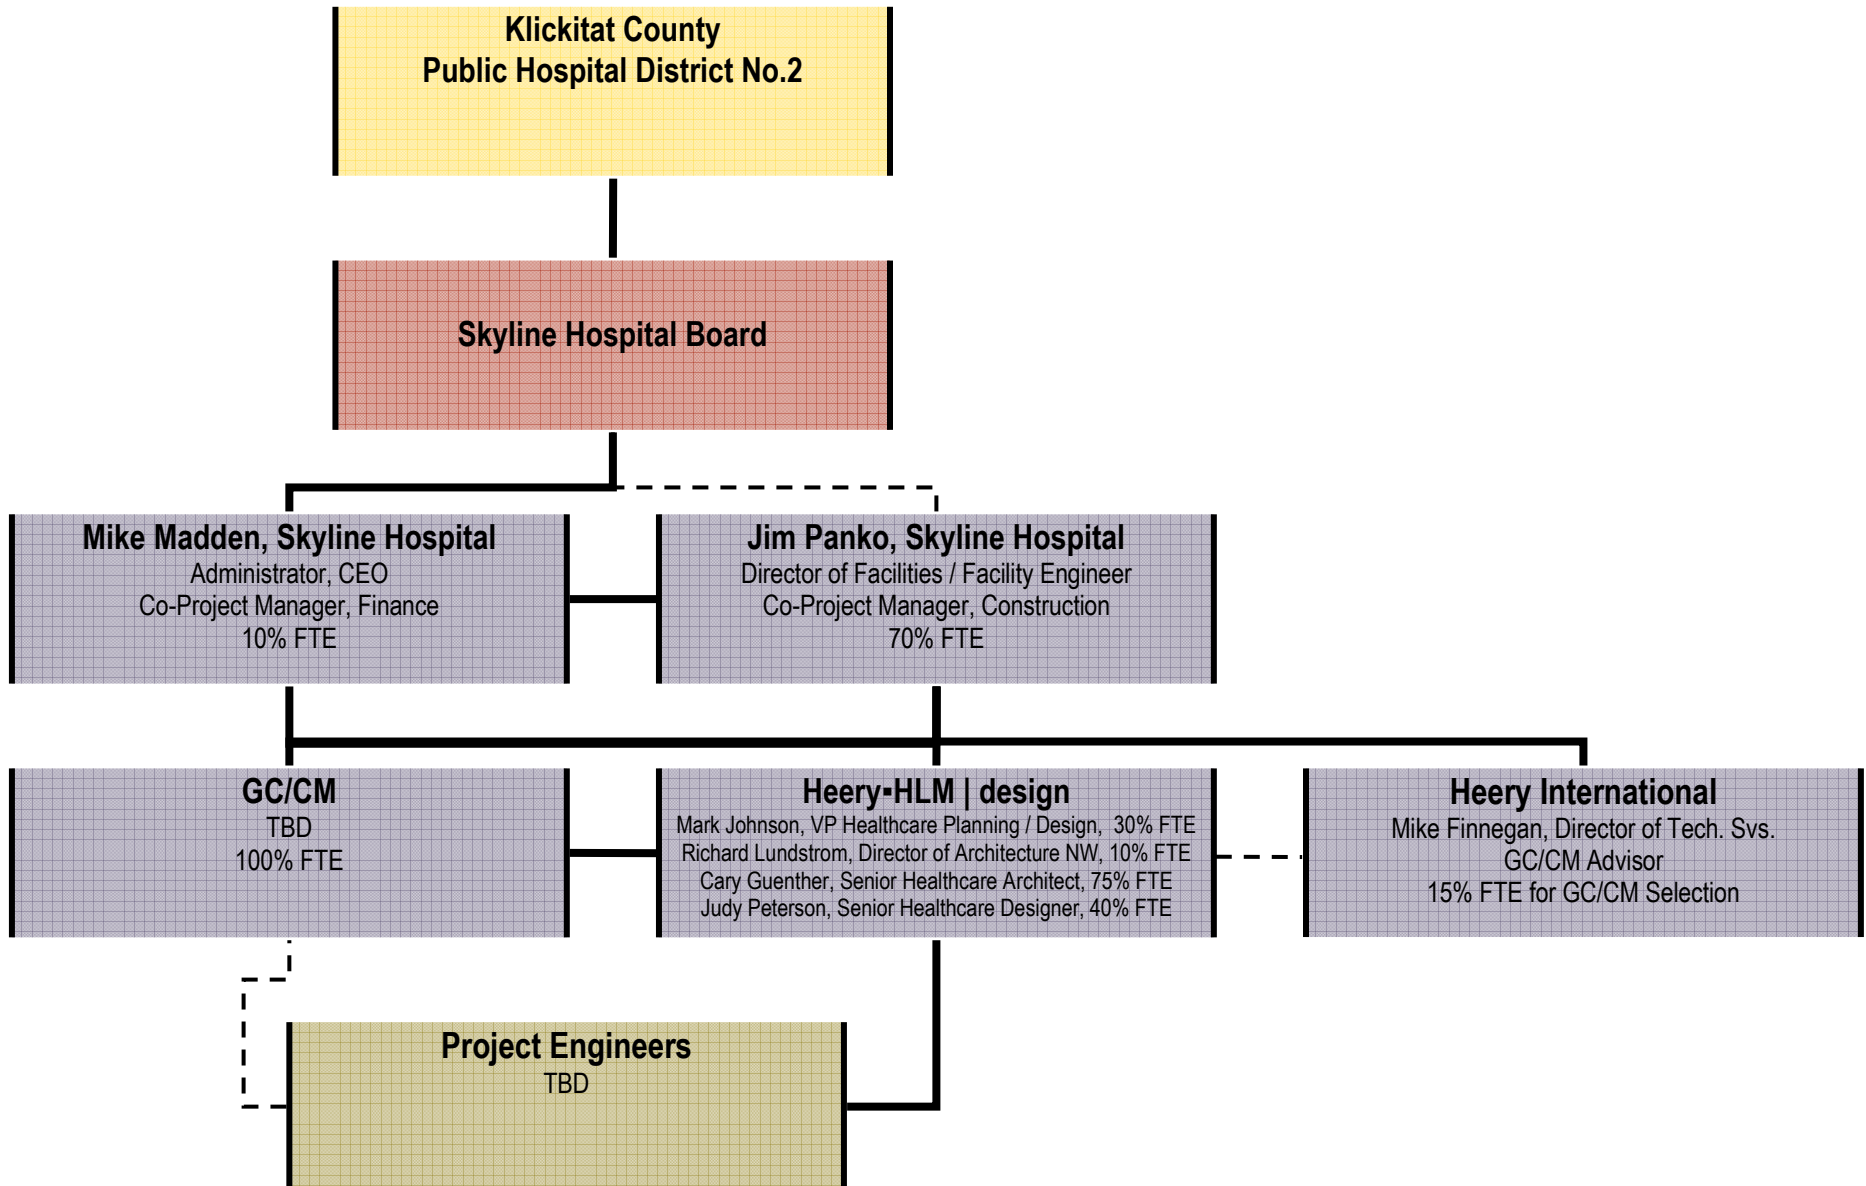 Klickitat County
Public Hospital District No.2
Skyline Hospital Board
Mike Madden, Skyline Hospital
Administrator, CEO
Co-Project Manager, Finance
10% FTE
Jim Panko, Skyline Hospital
Director of Facilities / Facility Engineer
Co-Project Manager, Construction
70% FTE
GC/CM
TBD
100% FTE
Heery▪HLM | design
Mark Johnson, VP Healthcare Planning / Design, 30% FTE
Richard Lundstrom, Director of Architecture NW, 10% FTE
Cary Guenther, Senior Healthcare Architect, 75% FTE
Judy Peterson, Senior Healthcare Designer, 40% FTE
Heery International
Mike Finnegan, Director of Tech. Svs.
GC/CM Advisor
15% FTE for GC/CM Selection
Project Engineers
TBD